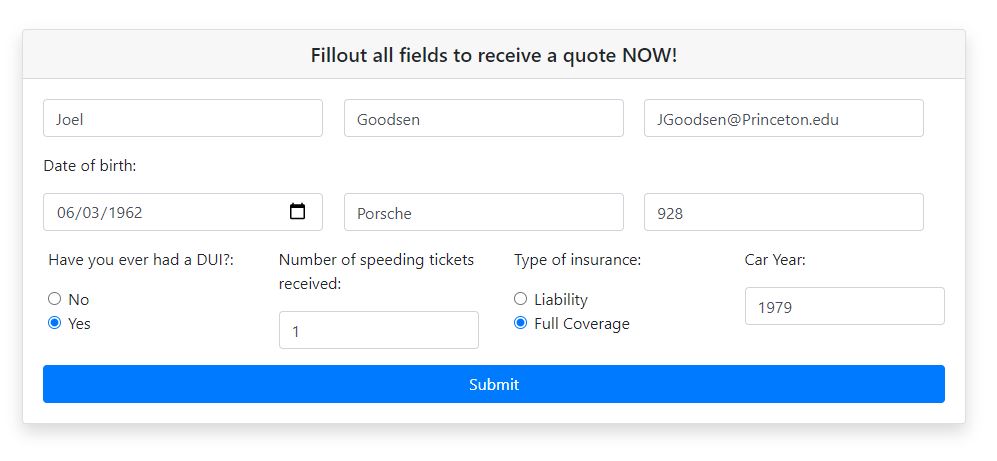 Fillout all fields to receive a quote NOW!
Joel
Goodsen
JGoodsen@Princeton.edu
Date of birth:
06/03/1962
Porsche
928
Have you ever had a DUI?:
No
Yes
Number of speeding tickets
received:
1
Type of insurance:
Liability
Full Coverage
Car Year:
1979
Submit